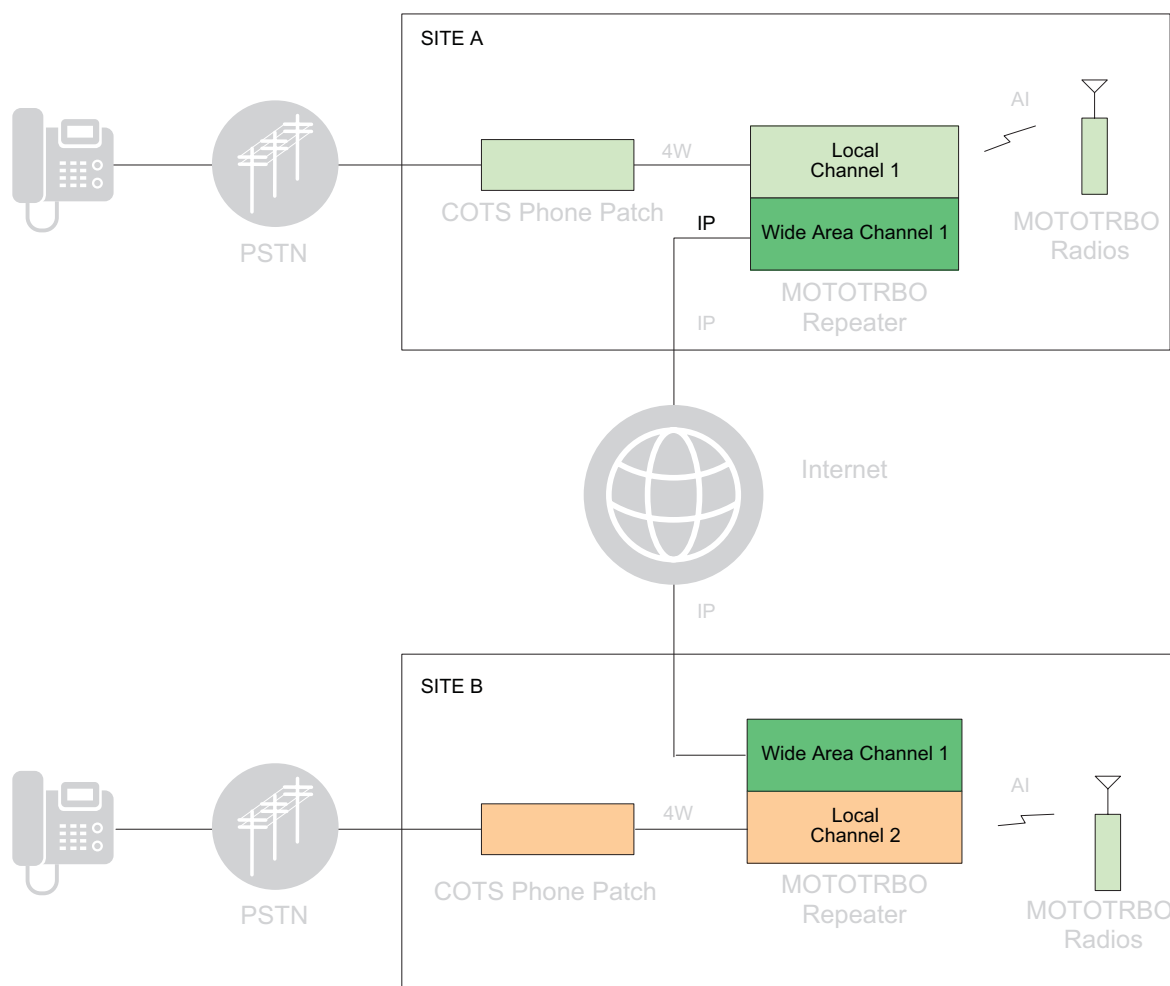 SITE A
AI
4W
Local
Channel 1
COTS Phone Patch
IP
Wide Area Channel 1
MOTOTRBO
Radios
PSTN
MOTOTRBO
Repeater
IP
Internet
IP
SITE B
Wide Area Channel 1
AI
4W
Local
Channel 2
COTS Phone Patch
MOTOTRBO
Repeater
PSTN
MOTOTRBO
Radios